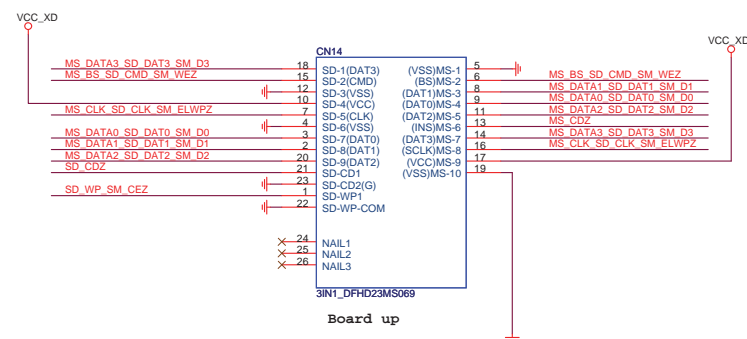 VCC_XD
VCC_XD
CN14
MS_DATA3_SD_DAT3_SM_D3 18 SD-1(DAT3) (VSS)MS-1 5
MS_BS_SD_CMD_SM_WEZ 15 SD-2(CMD) (BS)MS-2 6 MS_BS_SD_CMD_SM_WEZ
12 SD-3(VSS) (DAT1)MS-3 8 MS_DATA1_SD_DAT1_SM_D1
10 SD-4(VCC) (DAT0)MS-4 9 MS_DATA0_SD_DAT0_SM_D0
MS_CLK_SD_CLK_SM_ELWPZ 7 SD-5(CLK) (DAT2)MS-5 11 MS_DATA2_SD_DAT2_SM_D2
4 SD-6(VSS) (INS)MS-6 13 MS_CDZ
MS_DATA0_SD_DAT0_SM_D0 3 SD-7(DAT0) (DAT3)MS-7 14 MS_DATA3_SD_DAT3_SM_D3
MS_DATA1_SD_DAT1_SM_D1 2 SD-8(DAT1) (SCLK)MS-8 16 MS_CLK_SD_CLK_SM_ELWPZ
MS_DATA2_SD_DAT2_SM_D2 20 SD-9(DAT2) (VCC)MS-9 17
SD_CDZ 21 SD-CD1 (VSS)MS-10 19
23 SD-CD2(G)
SD_WP_SM_CEZ 1 SD-WP1
22 SD-WP-COM
24 NAIL1
25 NAIL2
26 NAIL3
3IN1_DFHD23MS069
Board up